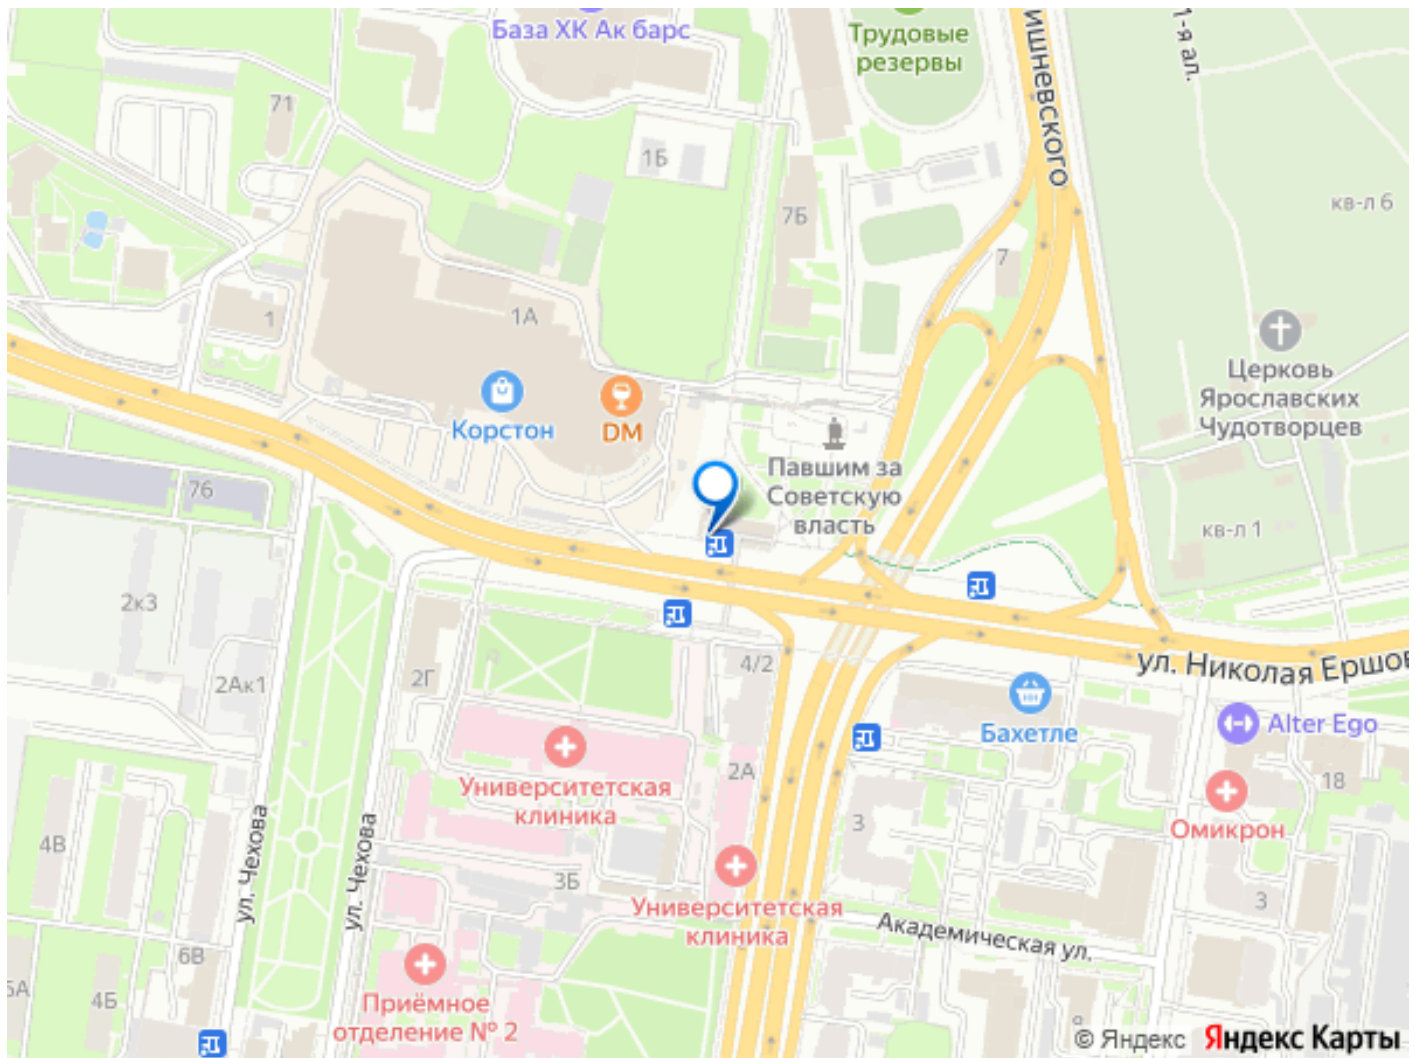 База ХК Ак барс
Трудовые
резервы
ишневского
1-я ал.
71
1Б
7Б
кв-л 6
7
1
1А
Церковь
Ярославских
Чудотворцев
Корстон
DM
Павшим за
Советскую
власть
76
кв-л 1
2к3
4/2
ул. Николая Ершов
2Ак1
2Г
Бахетле
Alter Ego
Университетская
клиника
2А
18
4В
ул. Чехова
ул. Чехова
3
Омикрон
3Б
Университетская
клиника
3
Академическая ул.
6В
5А
4Б
Приёмное
отделение № 2
© Яндекс Яндекс Карты